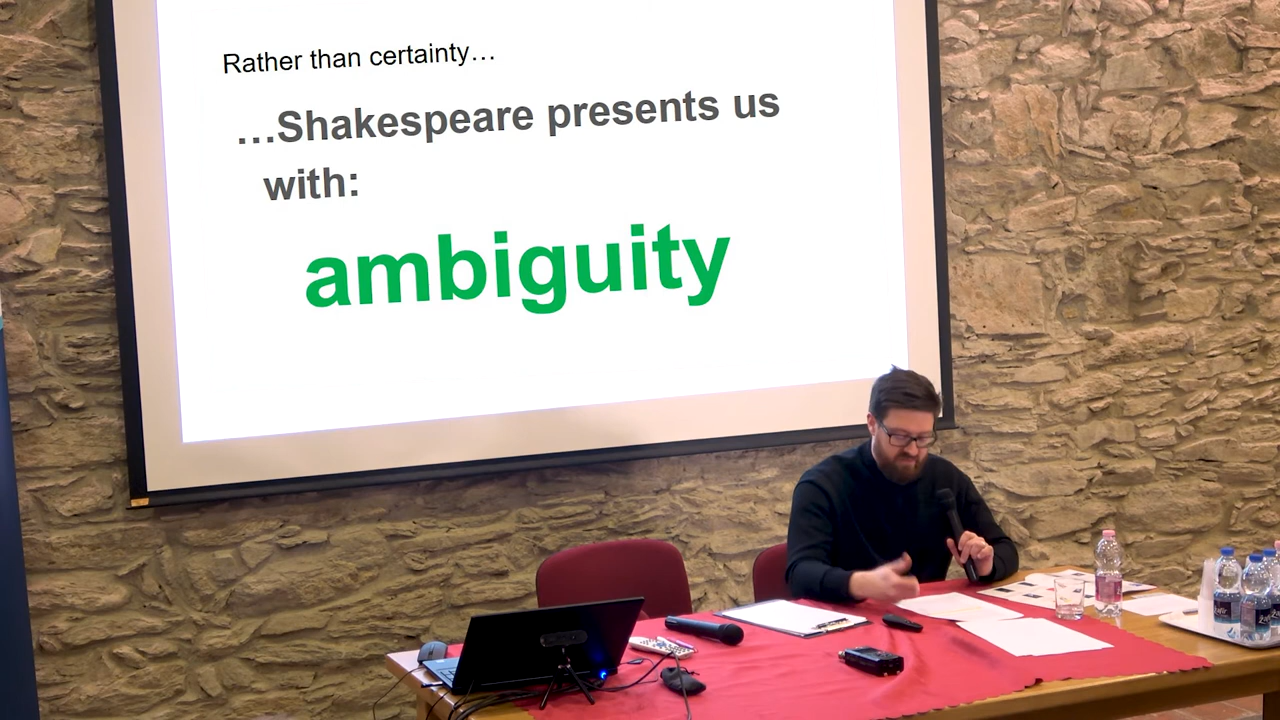 Rather than certainty…
…Shakespeare presents us
with:
ambiguity